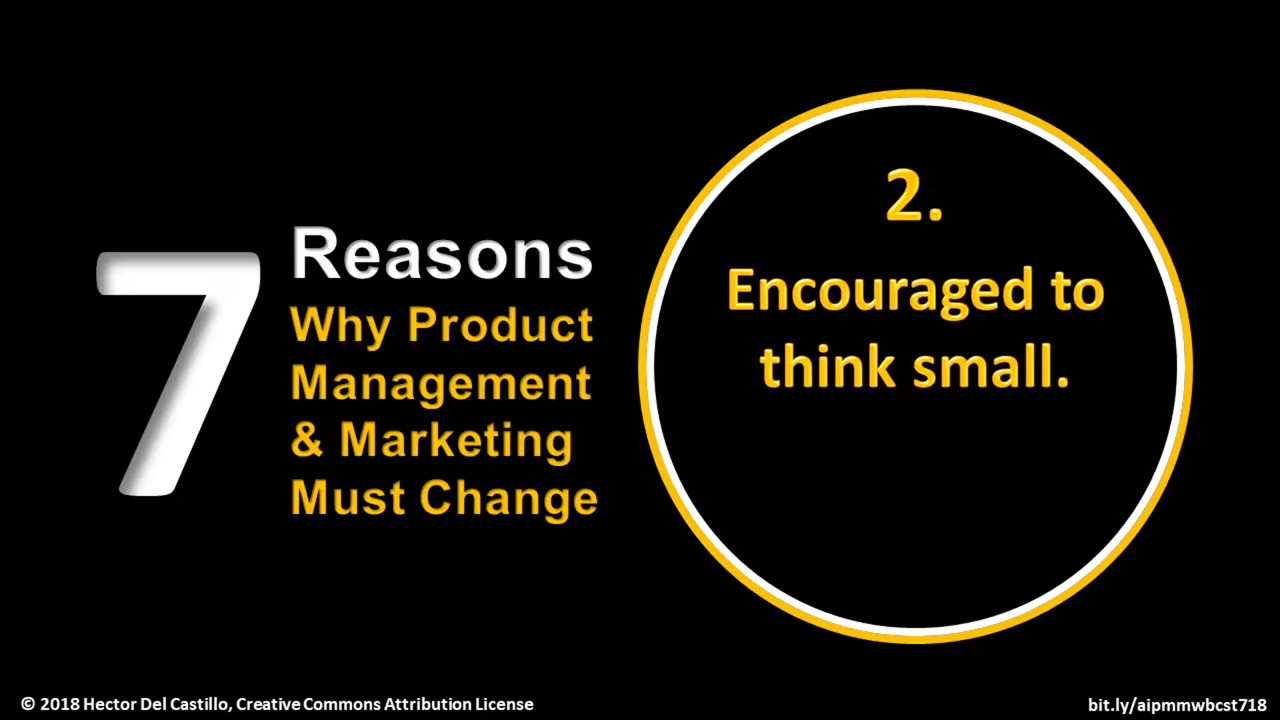 7
Reasons
Why Product
Management
& Marketing
Must Change
2.
Encouraged to
think small.
© 2018 Hector Del Castillo, Creative Commons Attribution License
bit.ly/aipmmwbcst718